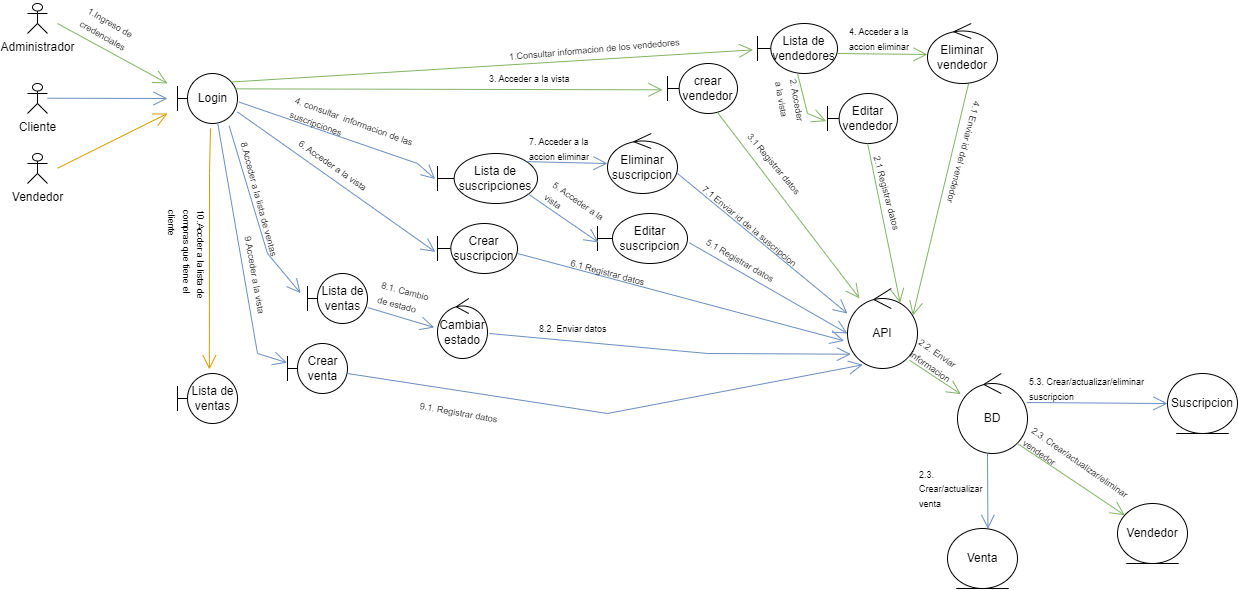 Administrador
1.Ingreso de
credenciales
Cliente
Vendedor
Login
1.Consultar informacion de los vendedores
3. Acceder a la vista
Lista de
vendedores
4. Acceder a la
accion eliminar
Eliminar
vendedor
crear
vendedor
2. Acceder
a la vista
Editar
vendedor
3.1 Registrar datos
2.1 Registrar datos
4.1 Enviar id del vendedor
4. consultar informacion de las
suscripciones
6. Acceder a la vista
8.Acceder a la lista de ventas
9.Acceder a la vista
10.Accder a la lista de
compras que tiene el
cliente
Lista de
suscripciones
7. Acceder a la
accion eliminar
Eliminar
suscripcion
5. Acceder a la
vista
Editar
suscripcion
7.1 Enviar id de la suscripcion
5.1 Registrar datos
Crear
suscripcion
6.1 Registrar datos
Lista de
ventas
8.1. Cambio
de estado
Cambiar
estado
8.2. Enviar datos
API
Crear
venta
9.1. Registrar datos
Lista de
ventas
2.2. Enviar
informacion
BD
5.3. Crear/actualizar/eliminar
suscripcion
Suscripcion
2.3. Crear/actualizar/eliminar
vendedor
Vendedor
2.3.
Crear/actualizar
venta
Venta